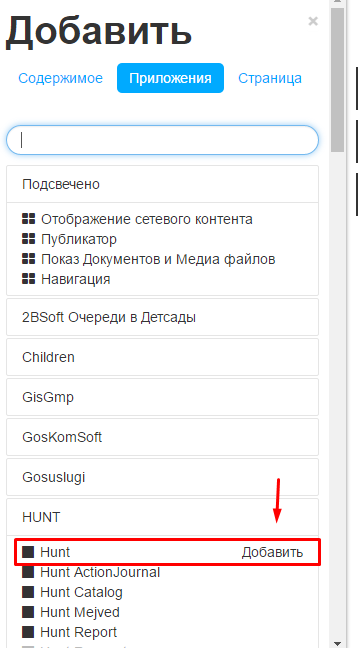 Добавить
×
Содержимое Приложения Страница
Подсвечено
Отображение сетевого контента
Публикатор
Показ Документов и Медиа файлов
Навигация
2BSoft Очереди в Детсады
Children
GisGmp
GosKomSoft
Gosuslugi
HUNT
Hunt Добавить
Hunt ActionJournal
Hunt Catalog
Hunt Mejved
Hunt Report